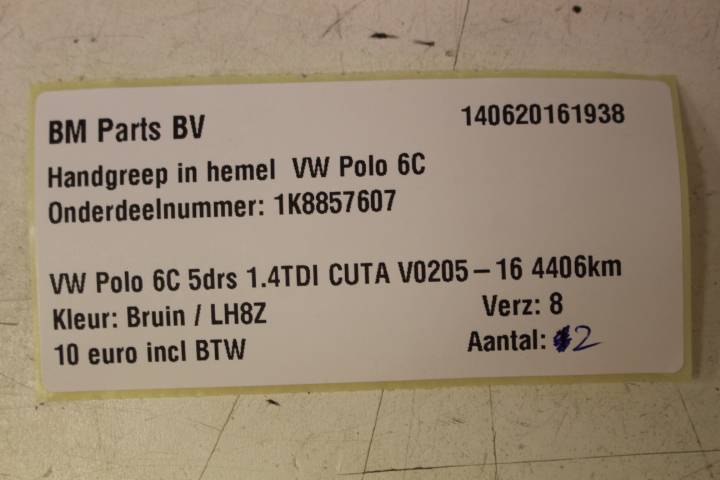 BM Parts BV 140620161938
Handgreep in hemel VW Polo 6C
Onderdeelnummer: 1K8857607
VW Polo 6C 5drs 1.4TDI CUTA V0205-16 4406km
Kleur: Bruin / LH8Z Verz: 8
10 euro incl BTW Aantal: 2